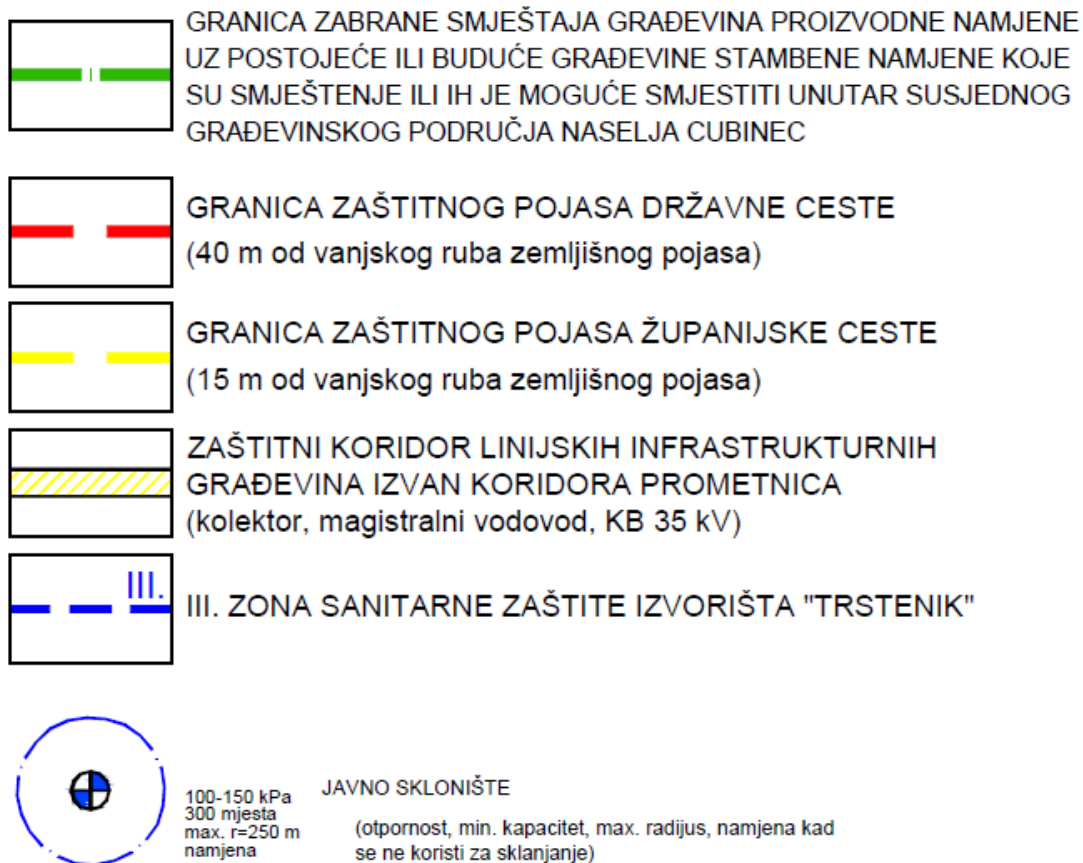 GRANICA ZABRANE SMJEŠTAJA GRAĐEVINA PROIZVODNE NAMJENE
UZ POSTOJEĆE ILI BUDUĆE GRAĐEVINE STAMBENE NAMJENE KOJE
SU SMJEŠTENJE ILI IH JE MOGUĆE SMJESTITI UNUTAR SUSJEDNOG
GRAĐEVINSKOG PODRUČJA NASELJA CUBINEC
GRANICA ZAŠTITNOG POJASA DRŽAVNE CESTE
(40 m od vanjskog ruba zemljišnog pojasa)
GRANICA ZAŠTITNOG POJASA ŽUPANIJSKE CESTE
(15 m od vanjskog ruba zemljišnog pojasa)
ZAŠTITNI KORIDOR LINIJSKIH INFRASTRUKTURNIH
GRAĐEVINA IZVAN KORIDORA PROMETNICA
(kolektor, magistralni vodovod, KB 35 kV)
III.
III. ZONA SANITARNE ZAŠTITE IZVORIŠTA "TRSTENIK"
100-150 kPa
300 mjesta
max. r=250 m
namjena
JAVNO SKLONIŠTE
(otpornost, min. kapacitet, max. radijus, namjena kad
se ne koristi za sklanjanje)